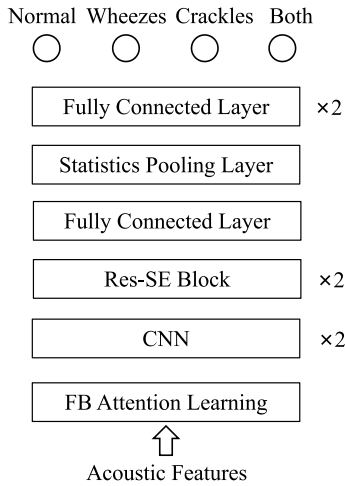 Normal Wheezes Crackles Both
Fully Connected Layer ×2
Statistics Pooling Layer
Fully Connected Layer
Res-SE Block ×2
CNN ×2
FB Attention Learning
Acoustic Features